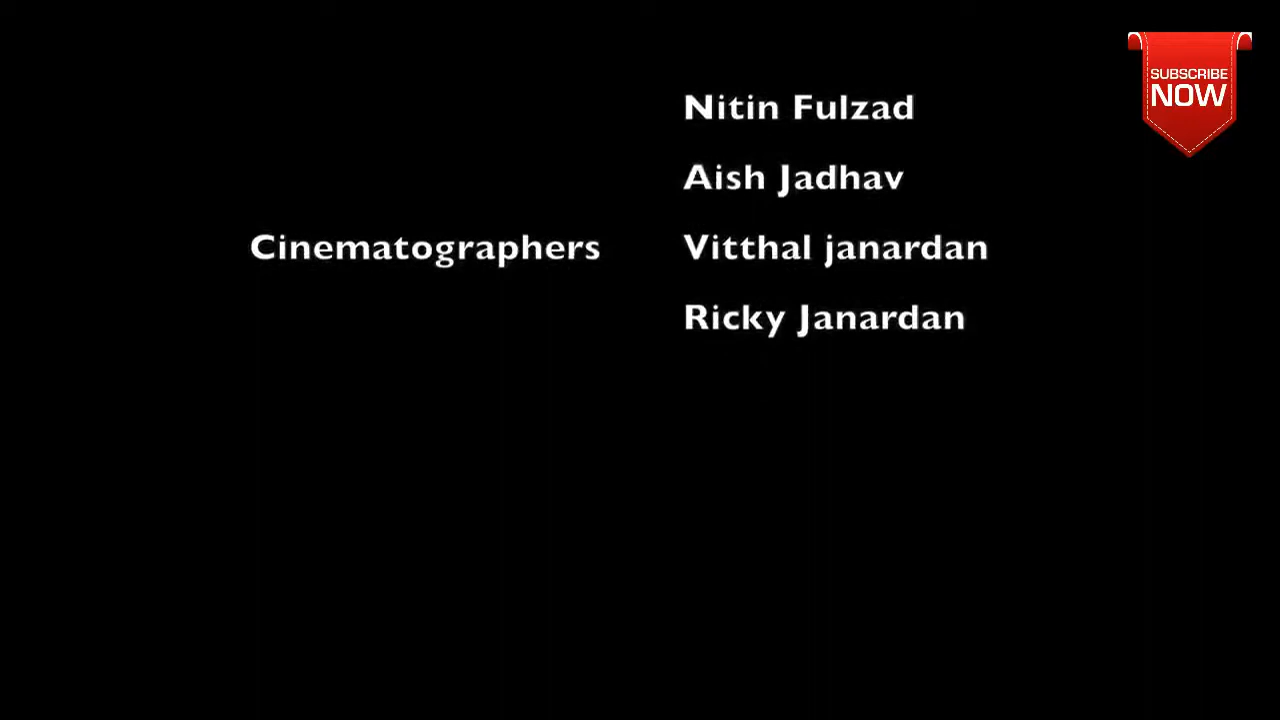 Nitin Fulzad
Aish Jadhav
Cinematographers Vitthal janardan
Ricky Janardan
SUBSCRIBE
NOW